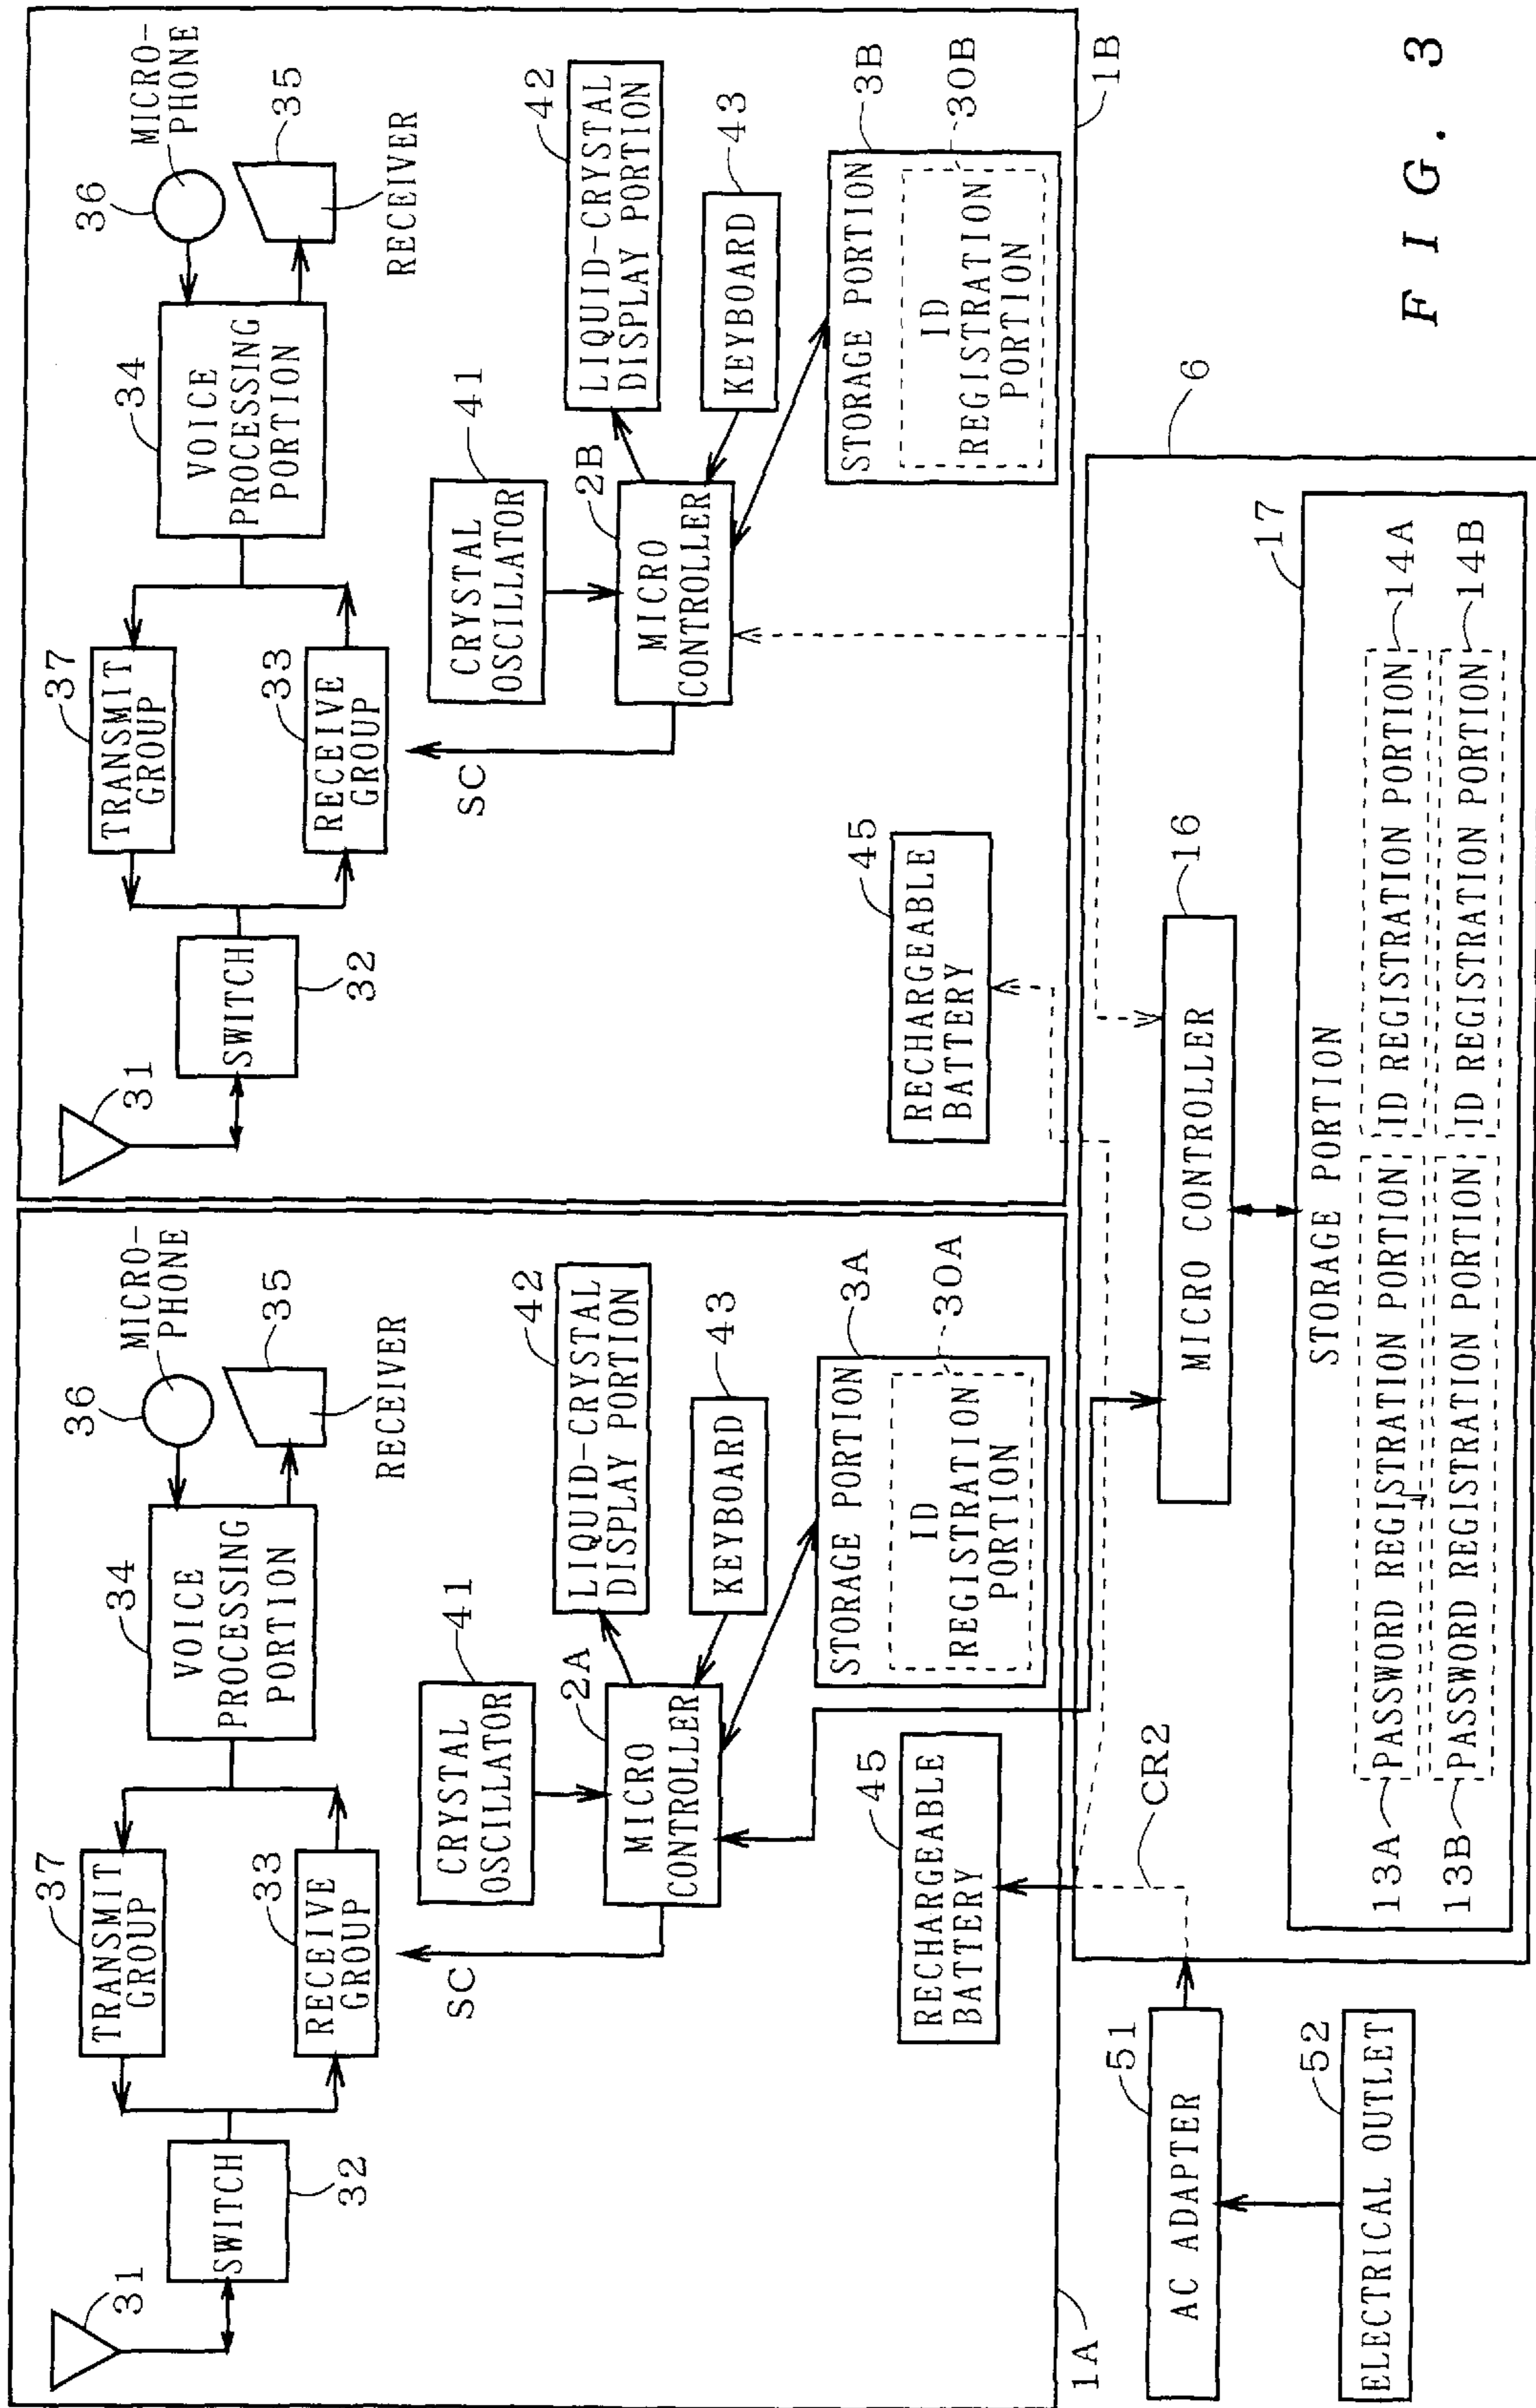 31
SWITCH
32
37
TRANSMIT
GROUP
33
RECEIVE
GROUP
34
VOICE
PROCESSING
PORTION
36
MICRO-
PHONE
35
RECEIVER
SC
41
CRYSTAL
OSCILLATOR
2A
MICRO
CONTROLLER
42
LIQUID-CRYSTAL
DISPLAY PORTION
43
KEYBOARD
3A
STORAGE PORTION
30A
ID
REGISTRATION
PORTION
45
RECHARGEABLE
BATTERY
1A
31
SWITCH
32
37
TRANSMIT
GROUP
33
RECEIVE
GROUP
34
VOICE
PROCESSING
PORTION
36
MICRO-
PHONE
35
RECEIVER
SC
41
CRYSTAL
OSCILLATOR
2B
MICRO
CONTROLLER
42
LIQUID-CRYSTAL
DISPLAY PORTION
43
KEYBOARD
3B
STORAGE PORTION
30B
ID
REGISTRATION
PORTION
45
RECHARGEABLE
BATTERY
1B
51
AC ADAPTER
52
ELECTRICAL OUTLET
CR2
6
16
MICRO CONTROLLER
17
STORAGE PORTION
13A PASSWORD REGISTRATION PORTION ID REGISTRATION PORTION 14A
13B PASSWORD REGISTRATION PORTION ID REGISTRATION PORTION 14B
FIG. 3